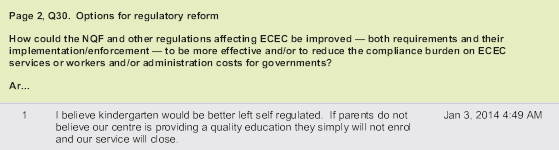 Page 2, Q30. Options for regulatory reform
How could the NQF and other regulations affecting ECEC be improved — both requirements and their
implementation/enforcement — to be more effective and/or to reduce the compliance burden on ECEC
services or workers and/or administration costs for governments?
Ar...
1 I believe kindergarten would be better left self regulated. If parents do not Jan 3, 2014 4:49 AM
believe our centre is providing a quality education they simply will not enrol
and our service will close.